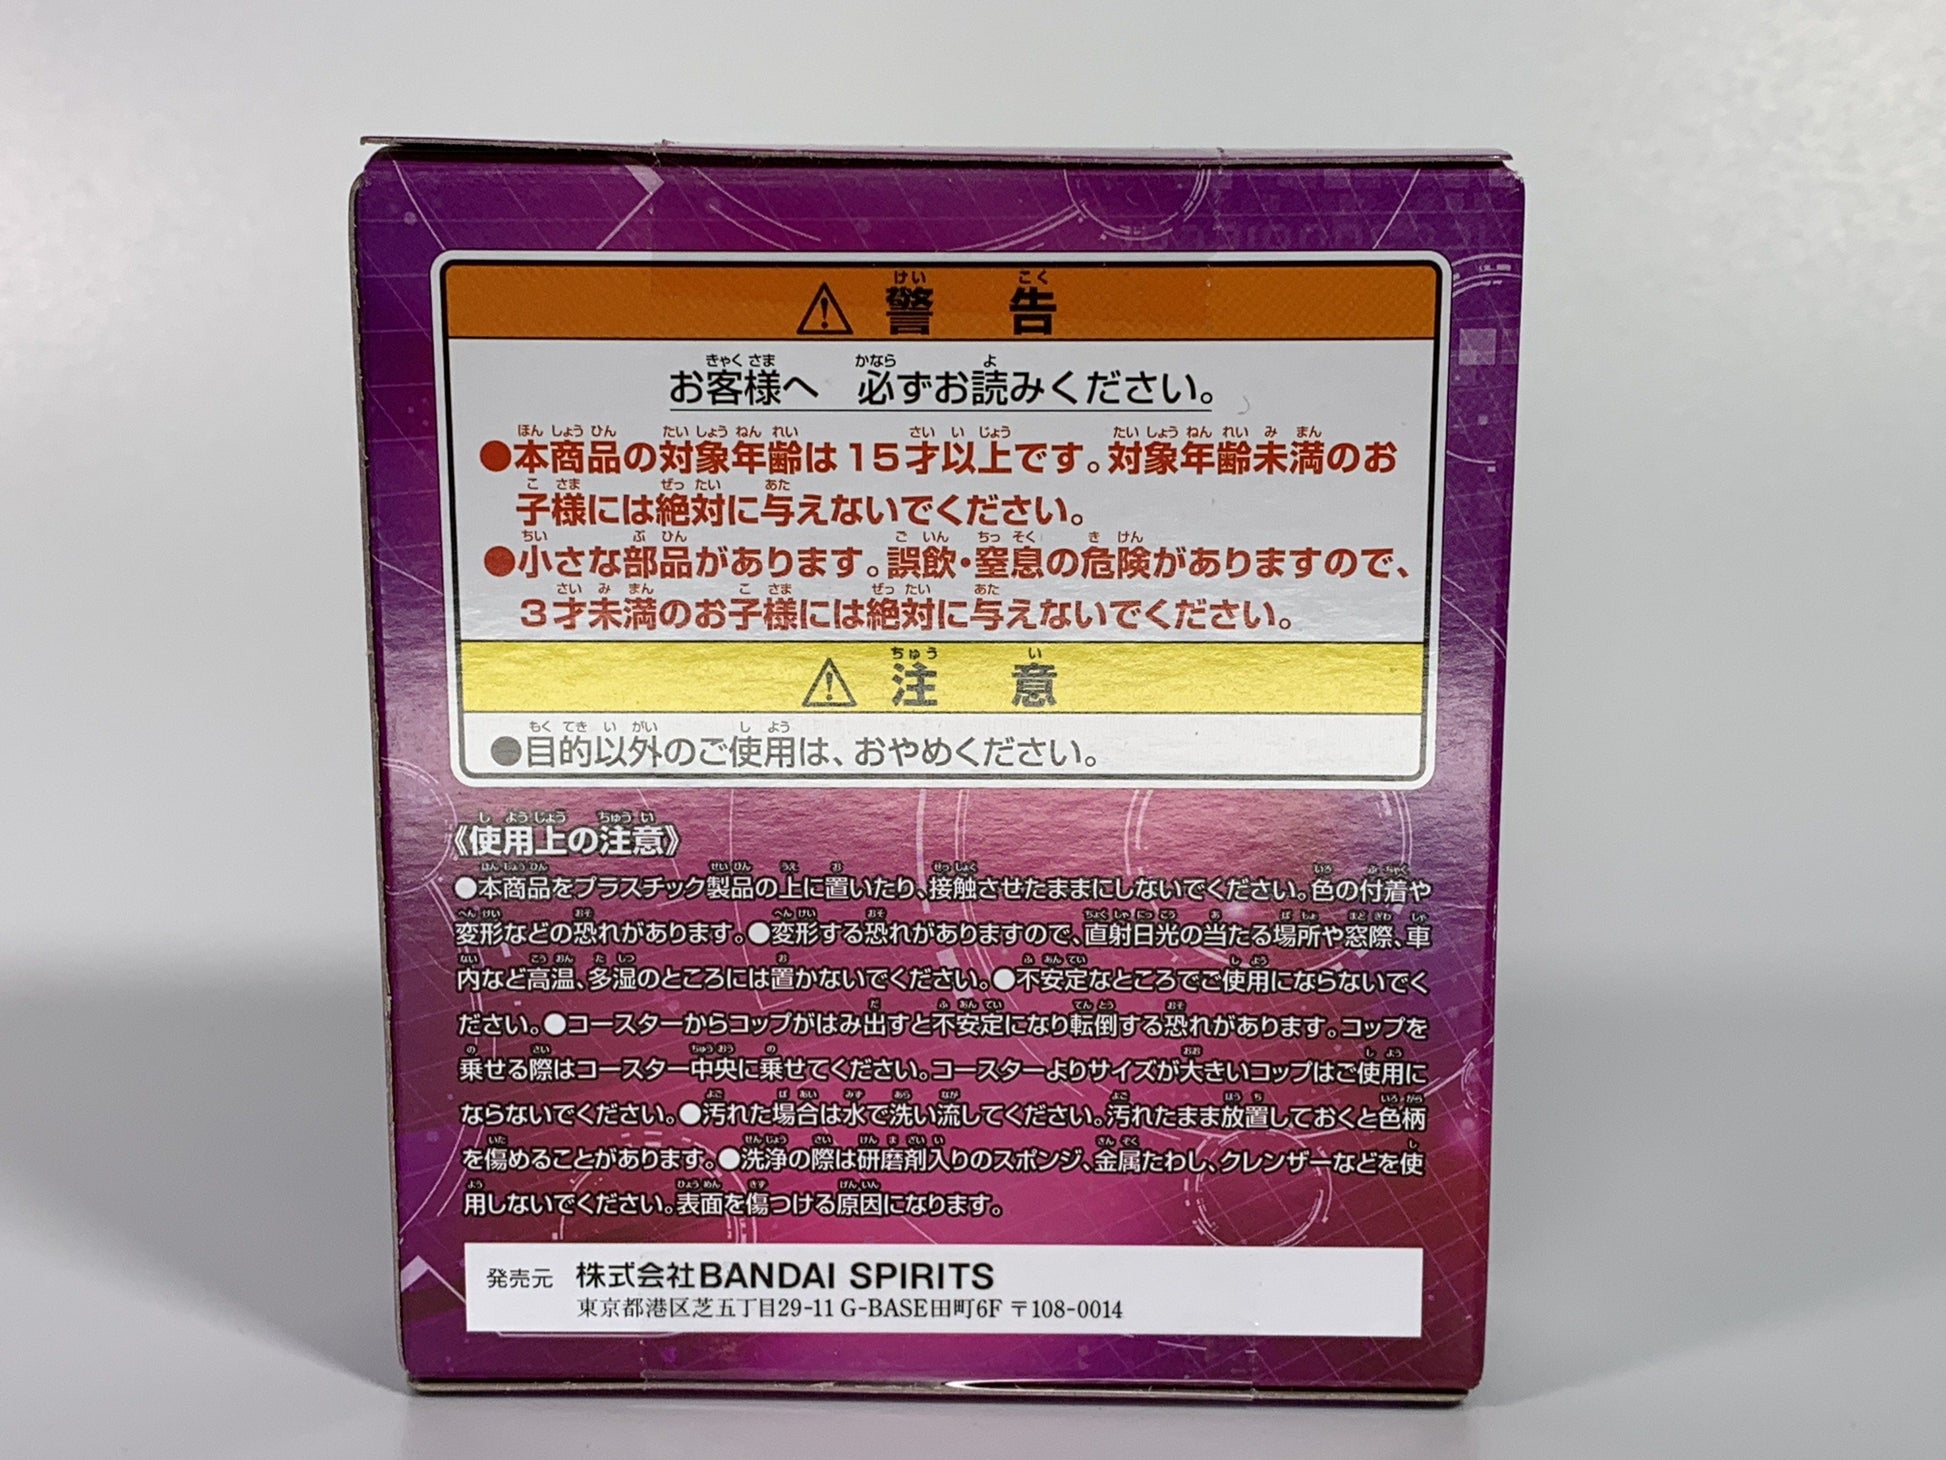 ⚠ 警告
お客様へ 必ずお読みください。
●本商品の対象年齢は15才以上です。対象年齢未満のお
子様には絶対に与えないでください。
●小さな部品があります。誤飲・窒息の危険がありますので、
3才未満のお子様には絶対に与えないでください。
⚠ 注意
●目的以外のご使用は、おやめください。
《使用上の注意》
●本商品をプラスチック製品の上に置いたり、接触させたままにしないでください。色の付着や
変形などの恐れがあります。●変形する恐れがありますので、直射日光の当たる場所や窓際、車
内など高温、多湿のところには置かないでください。●不安定なところでご使用にならないでく
ださい。●コースターからコップがはみ出すと不安定になり転倒する恐れがあります。コップを
乗せる際はコースター中央に乗せてください。コースターよりサイズが大きいコップはご使用に
ならないでください。●汚れた場合は水で洗い流してください。汚れたまま放置しておくと色柄
を傷めることがあります。●洗浄の際は研磨剤入りのスポンジ、金属たわし、クレンザーなどを使
用しないでください。表面を傷つける原因になります。
発売元 株式会社BANDAI SPIRITS
東京都港区芝五丁目29-11 G-BASE田町6F 〒108-0014